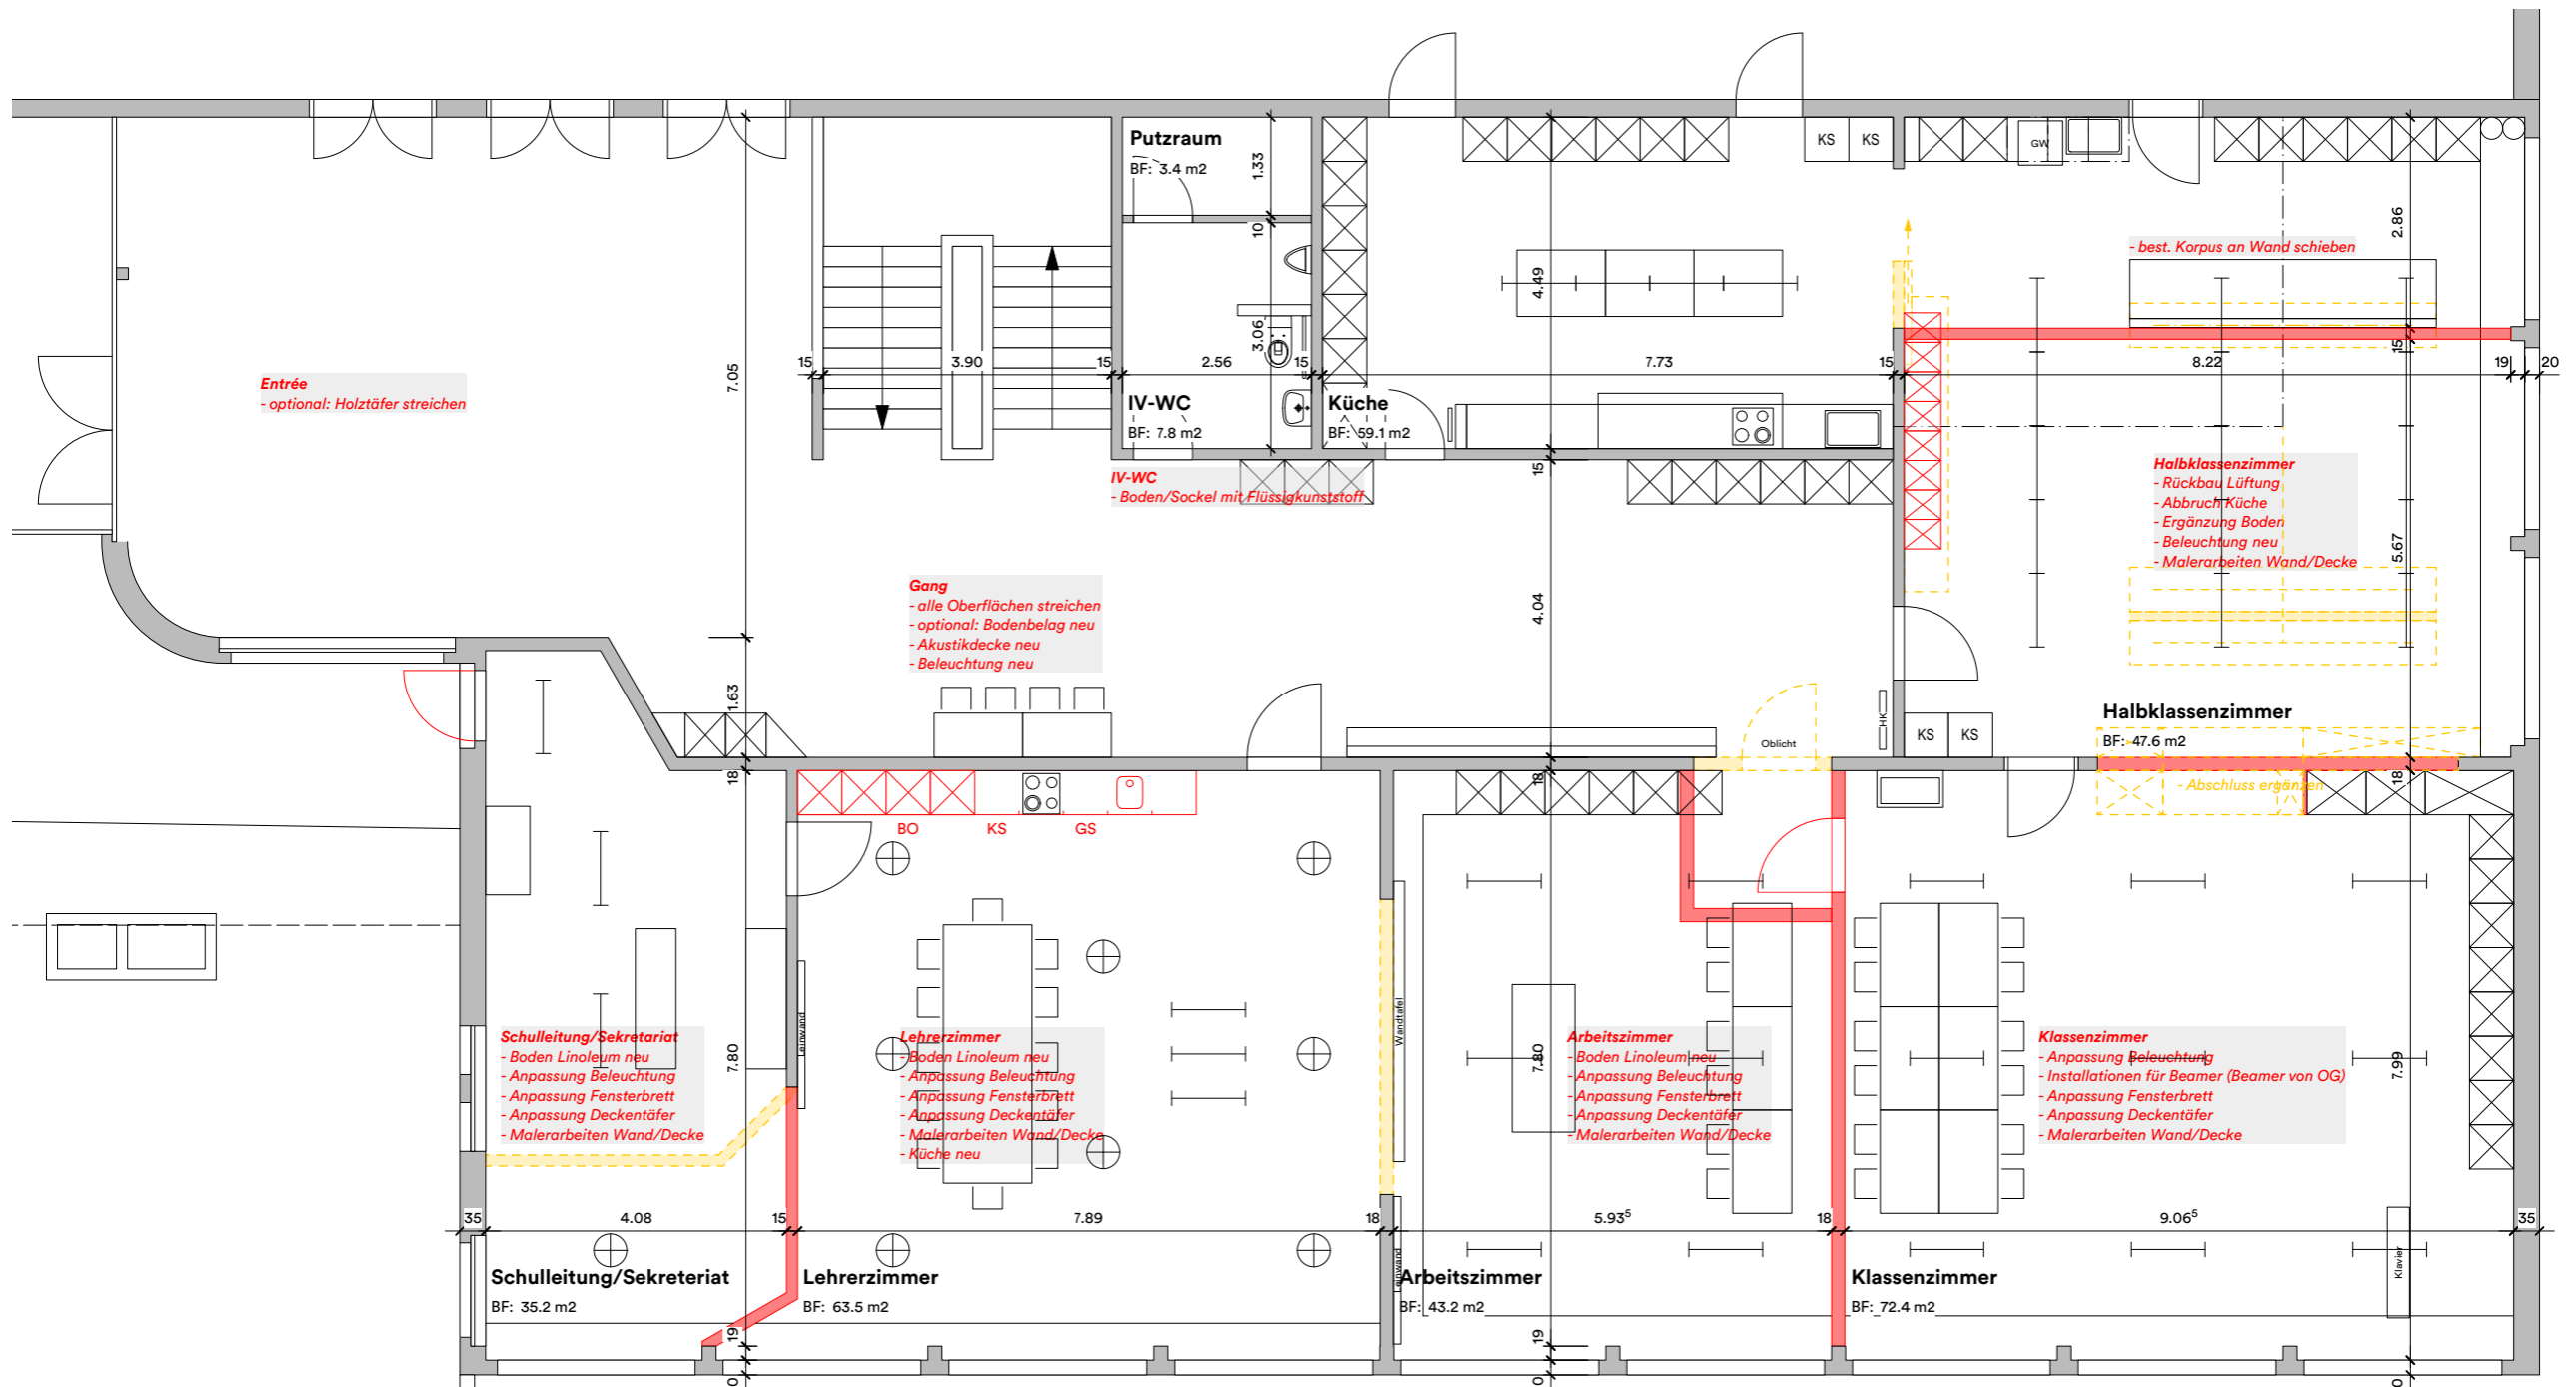 Putzraum
BF: 3.4 m2
1.33
10
3.06
KS
KS
GW
2.86
- best. Korpus an Wand schieben
4.49
15
3.90
15
2.56
15
7.73
15
8.22
15
19
20
7.05
Entrée
- optional: Holztäfer streichen
IV-WC
BF: 7.8 m2
Küche
BF: 59.1 m2
IV-WC
- Boden/Sockel mit Flüssigkunststoff
15
Halbklassenzimmer
- Rückbau Lüftung
- Abbruch Küche
- Ergänzung Boden
- Beleuchtung neu
- Malerarbeiten Wand/Decke
5.67
Gang
- alle Oberflächen streichen
- optional: Bodenbelag neu
- Akustikdecke neu
- Beleuchtung neu
4.04
1.63
HK
Oblicht
KS
KS
Halbklassenzimmer
BF: 47.6 m2
18
18
18
- Abschluss ergänzen
BO
KS
GS
Leinwand
Wandtafel
Schulleitung/Sekretariat
- Boden Linoleum neu
- Anpassung Beleuchtung
- Anpassung Fensterbrett
- Anpassung Deckentäfer
- Malerarbeiten Wand/Decke
7.80
Lehrerzimmer
- Boden Linoleum neu
- Anpassung Beleuchtung
- Anpassung Fensterbrett
- Anpassung Deckentäfer
- Malerarbeiten Wand/Decke
- Küche neu
7.80
Arbeitszimmer
- Boden Linoleum neu
- Anpassung Beleuchtung
- Anpassung Fensterbrett
- Anpassung Deckentäfer
- Malerarbeiten Wand/Decke
Klassenzimmer
- Anpassung Beleuchtung
- Installationen für Beamer (Beamer von OG)
- Anpassung Fensterbrett
- Anpassung Deckentäfer
- Malerarbeiten Wand/Decke
7.99
35
4.08
15
7.89
18
5.93⁵
18
9.06⁵
35
Schulleitung/Sekreteriat
BF: 35.2 m2
Lehrerzimmer
BF: 63.5 m2
Leinwand
Arbeitszimmer
BF: 43.2 m2
Klassenzimmer
BF: 72.4 m2
Klavier
19
19
0
0
0